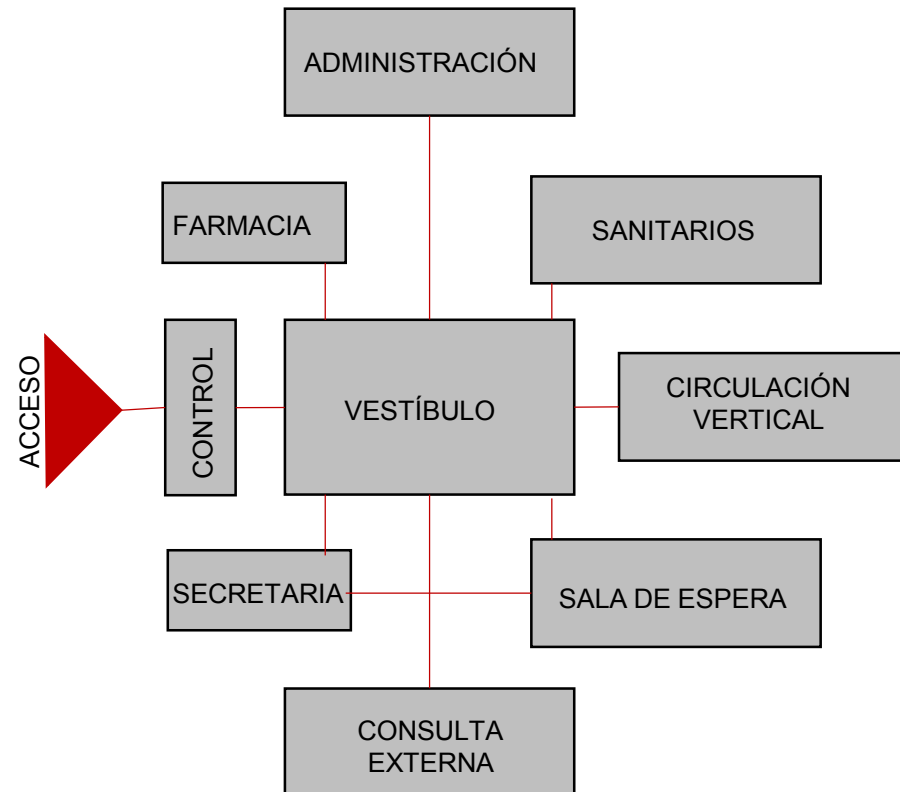 ADMINISTRACIÓN
FARMACIA
SANITARIOS
ACCESO
CONTROL
VESTÍBULO
CIRCULACIÓN
VERTICAL
SECRETARIA
SALA DE ESPERA
CONSULTA
EXTERNA